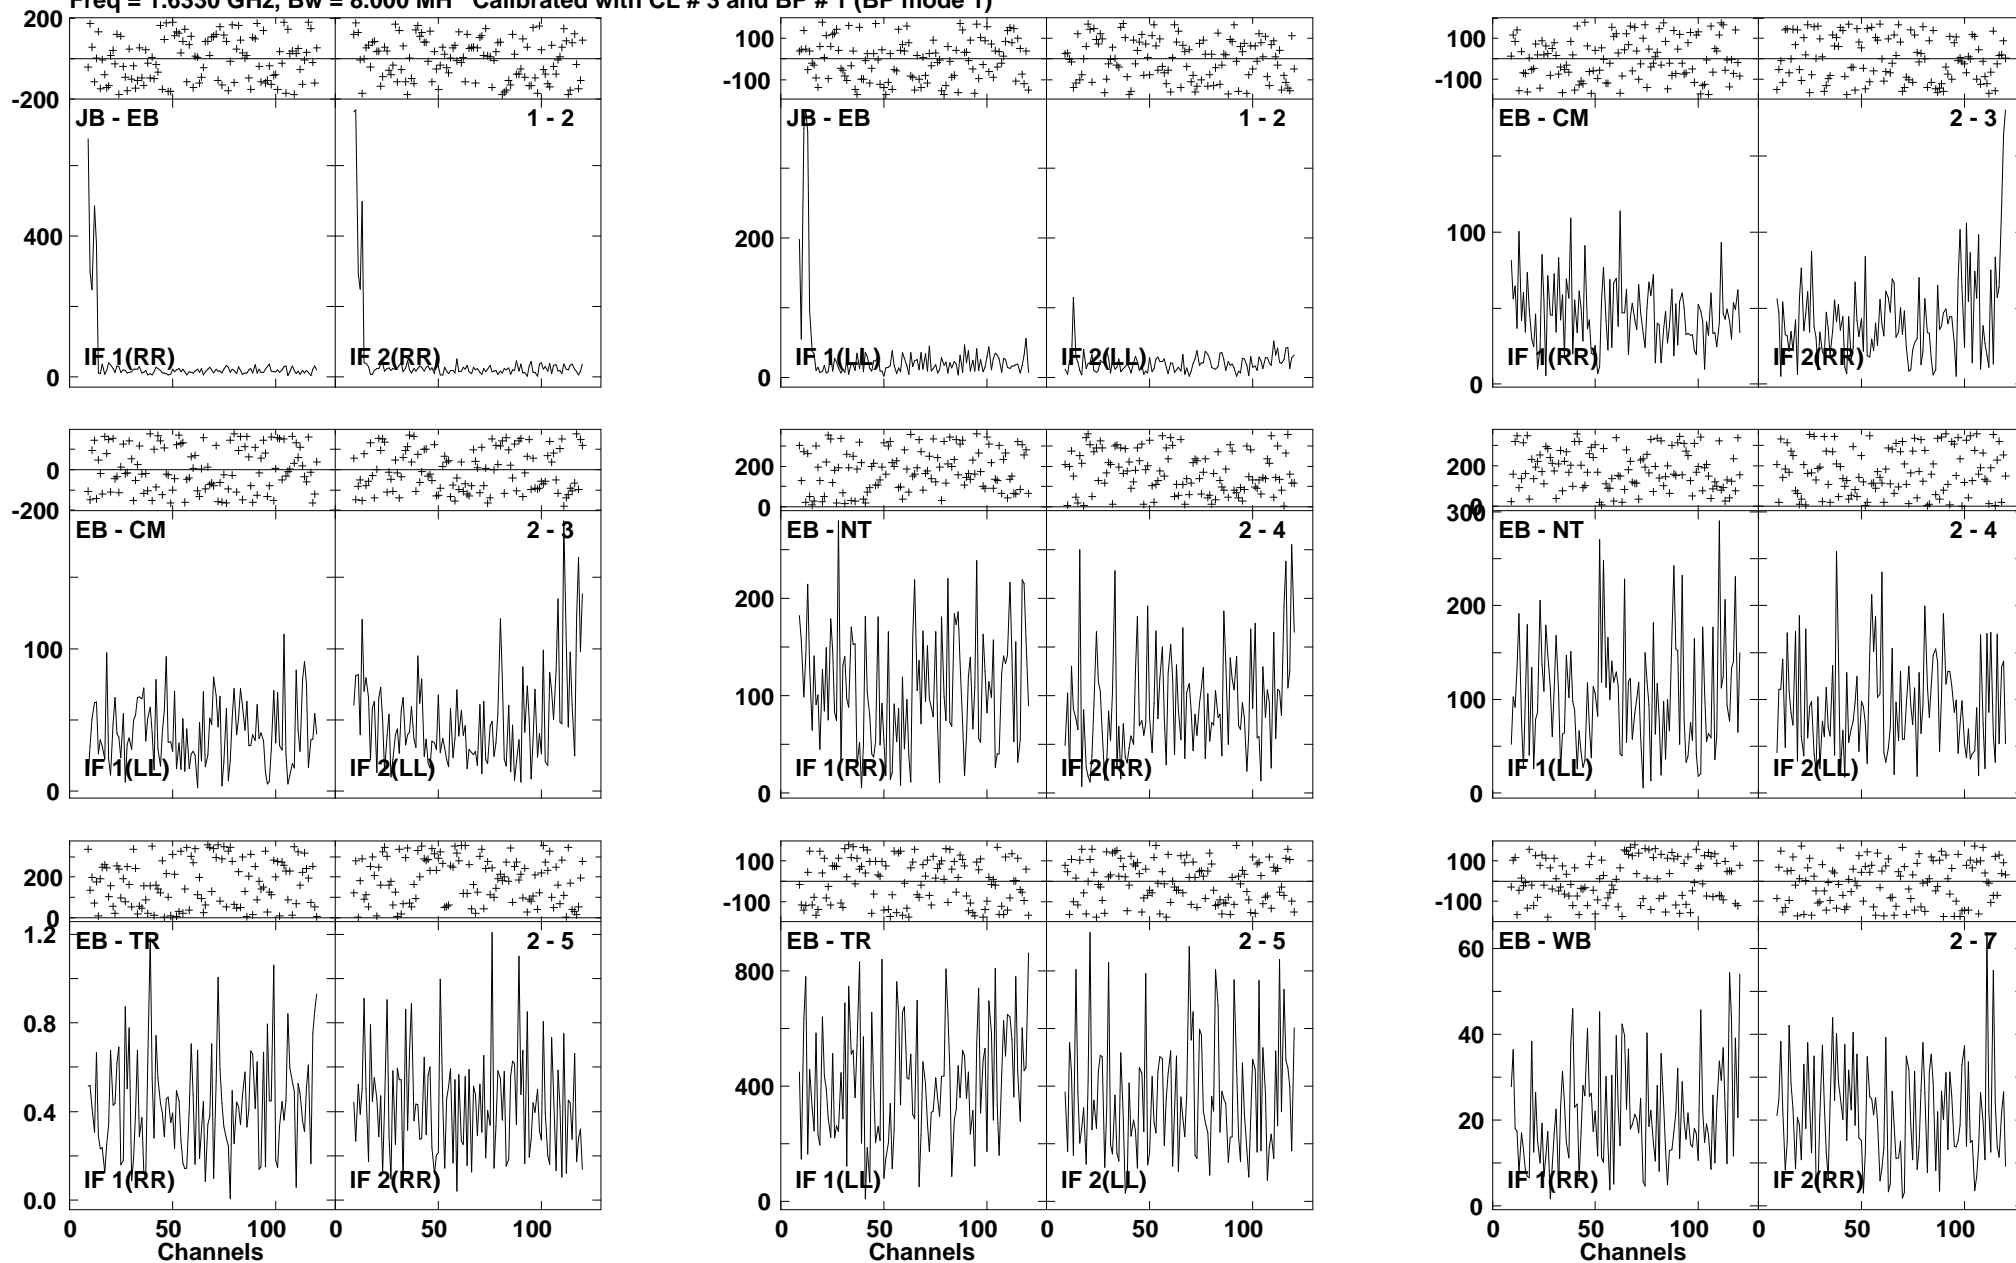 Freq = 1.6330 GHz, Bw = 8.000 MH Calibrated with CL # 3 and BP # 1 (BP mode 1)
200 100 100
-200 -100 -100
JB - EB 1 - 2 JB - EB 1 - 2 EB - CM 2 - 3
400 200 100
IF 1(RR) IF 2(RR) IF 1(LL) IF 2(LL) IF 1(RR) IF 2(RR)
0 0 0
0 200 200
-200 0 0
300
EB - CM 2 - 3 EB - NT 2 - 4 EB - NT 2 - 4
200 200
100 100 100
IF 1(LL) IF 2(LL) IF 1(RR) IF 2(RR) IF 1(LL) IF 2(LL)
0 0 0
200 100 100
0 -100 -100
1.2 EB - TR 2 - 5 EB - TR 2 - 5 EB - WB 2 - 7
800 60
0.8 40
0.4 400 20
IF 1(RR) IF 2(RR) IF 1(LL) IF 2(LL) IF 1(RR) IF 2(RR)
0.0 0 0
0 50 100 0 50 100 0 50 100 0 50 100 0 50 100 0 50 100
Channels Channels Channels